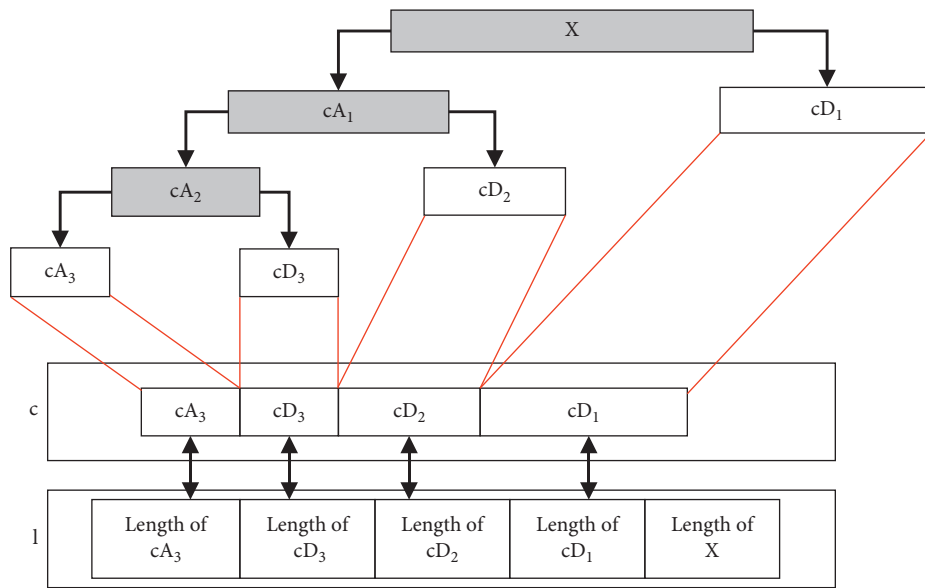 X
cA₁
cD₁
cA₂
cD₂
cA₃
cD₃
c
cA₃
cD₃
cD₂
cD₁
l
Length of
cA₃
Length of
cD₃
Length of
cD₂
Length of
cD₁
Length of
X